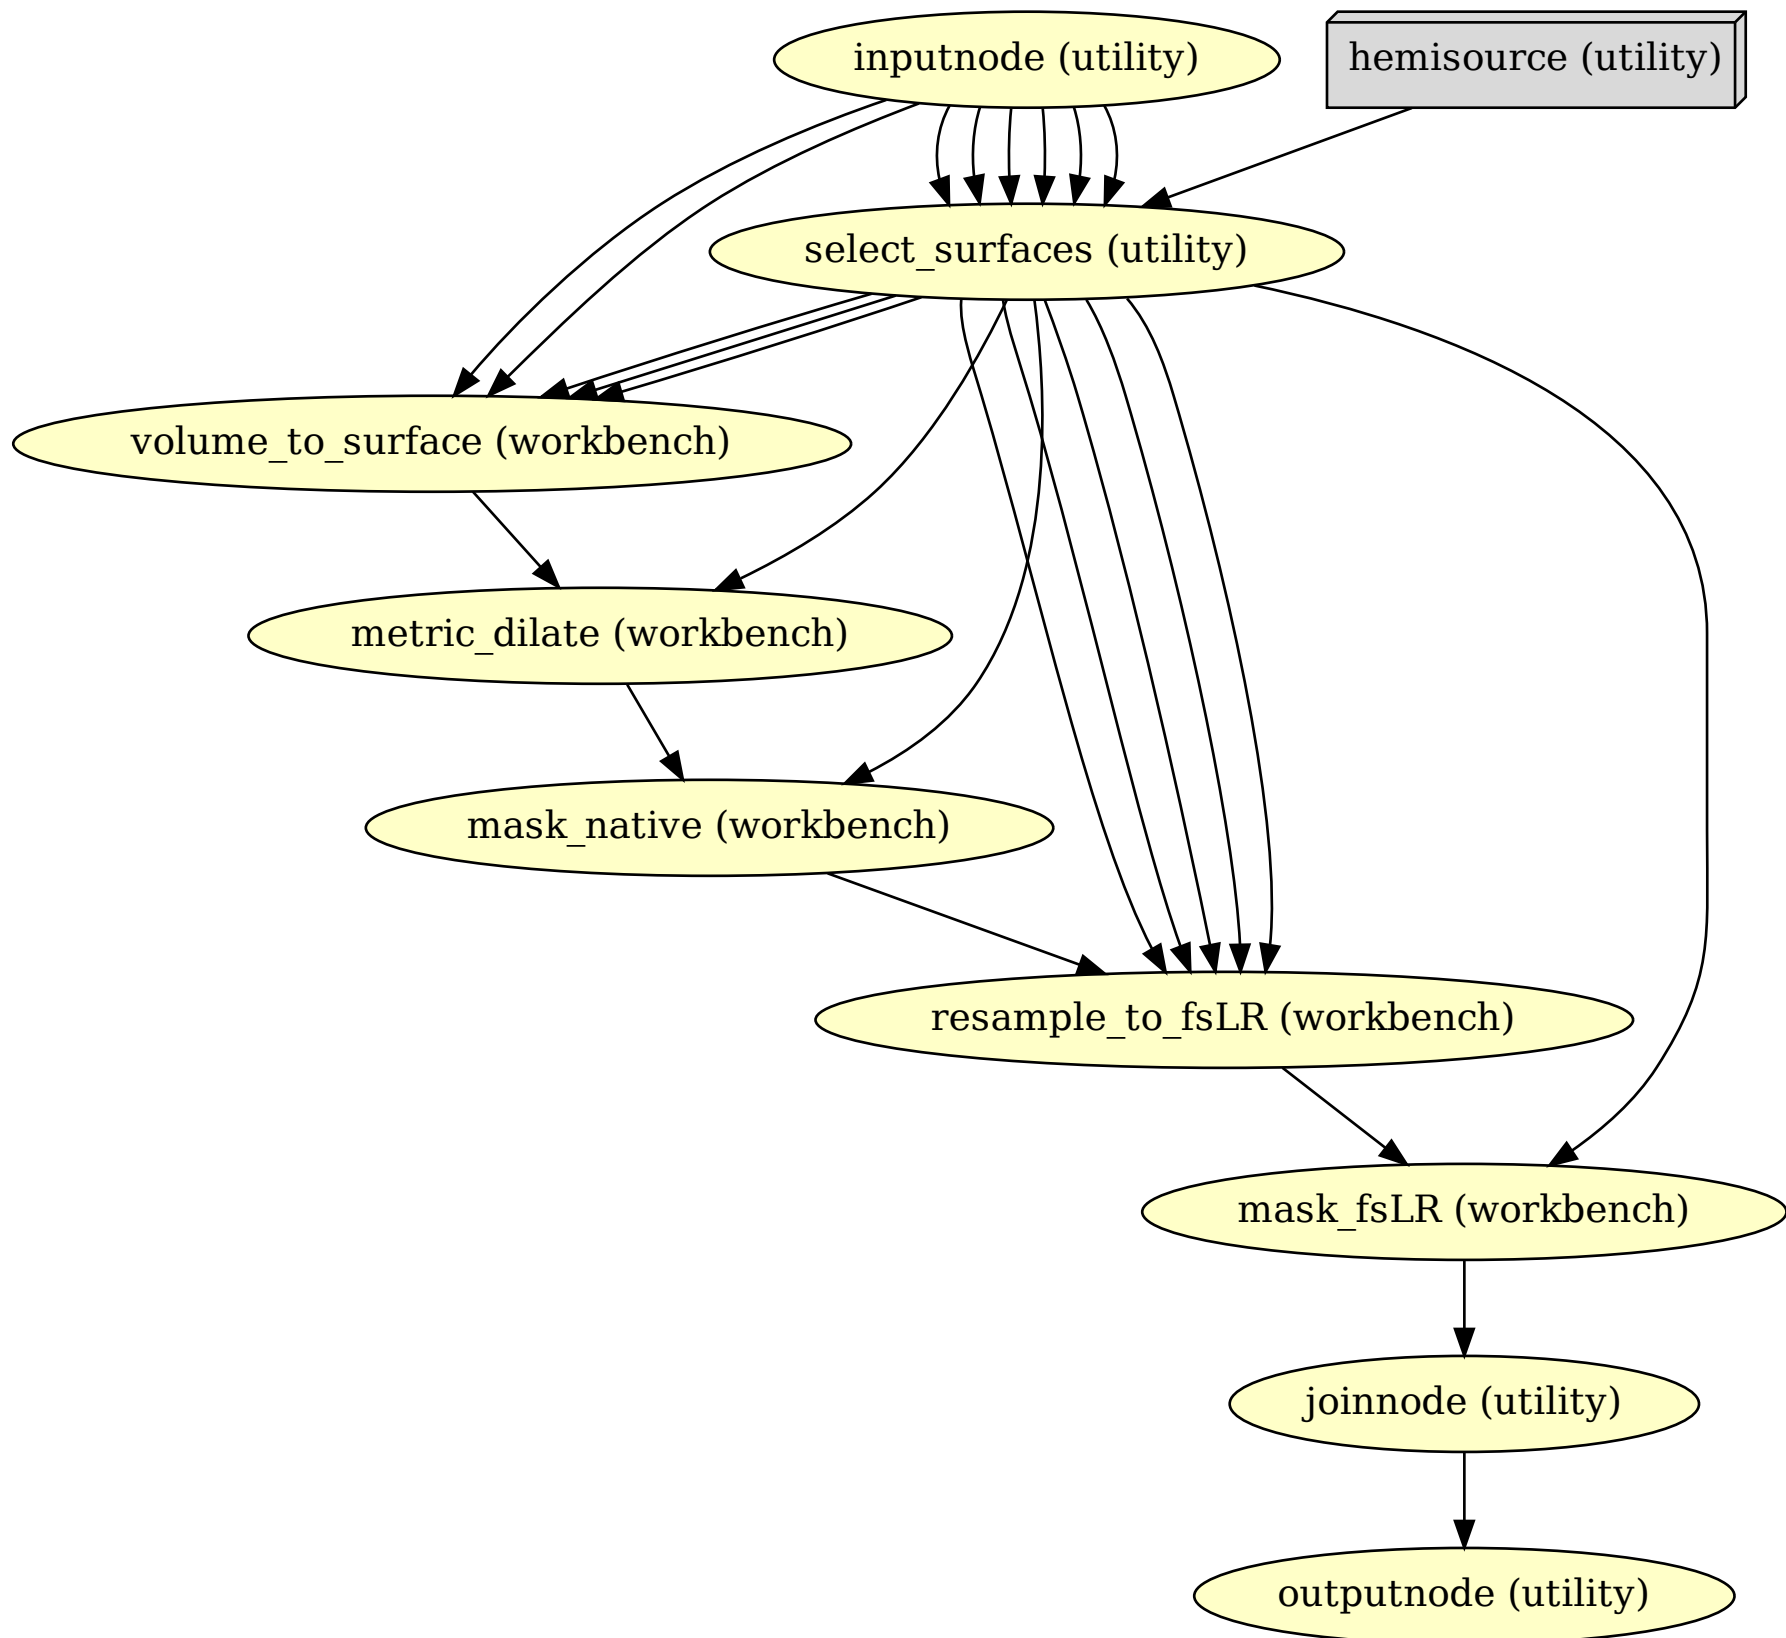 inputnode (utility)
hemisource (utility)
select_surfaces (utility)
volume_to_surface (workbench)
metric_dilate (workbench)
mask_native (workbench)
resample_to_fsLR (workbench)
mask_fsLR (workbench)
joinnode (utility)
outputnode (utility)